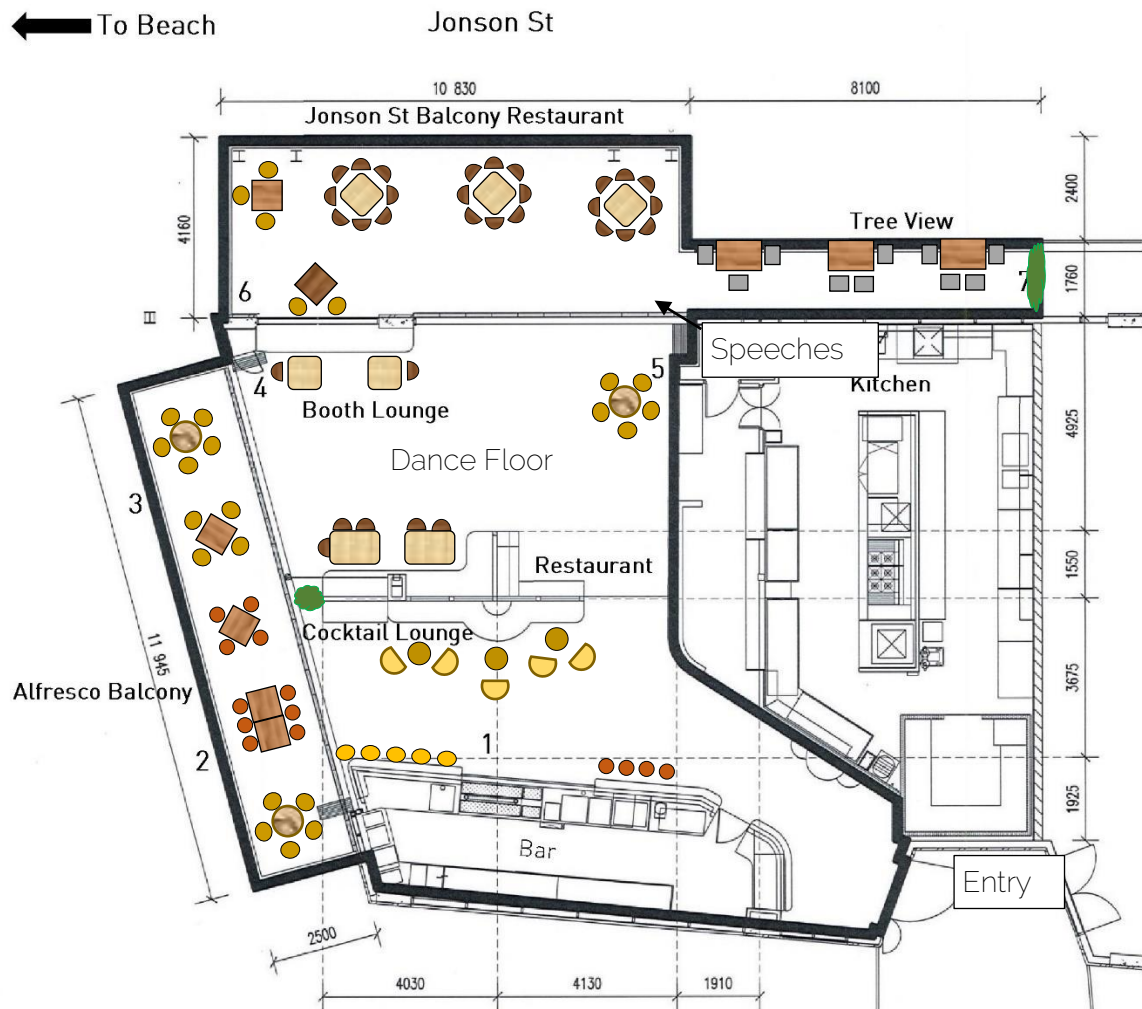 To Beach
Jonson St
10 830
8100
Jonson St Balcony Restaurant
4160
2400
Tree View
1760
6
7
Speeches
5
Kitchen
4
Booth Lounge
4925
Dance Floor
3
11 945
1550
Restaurant
Cocktail Lounge
3675
Alfresco Balcony
2
1
1925
Bar
Entry
2500
4030
4130
1910